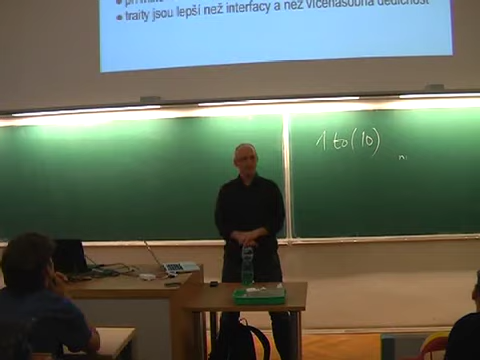 • traity jsou lepší než interfacy a než vícenásobná dědičnost
1 to(10)